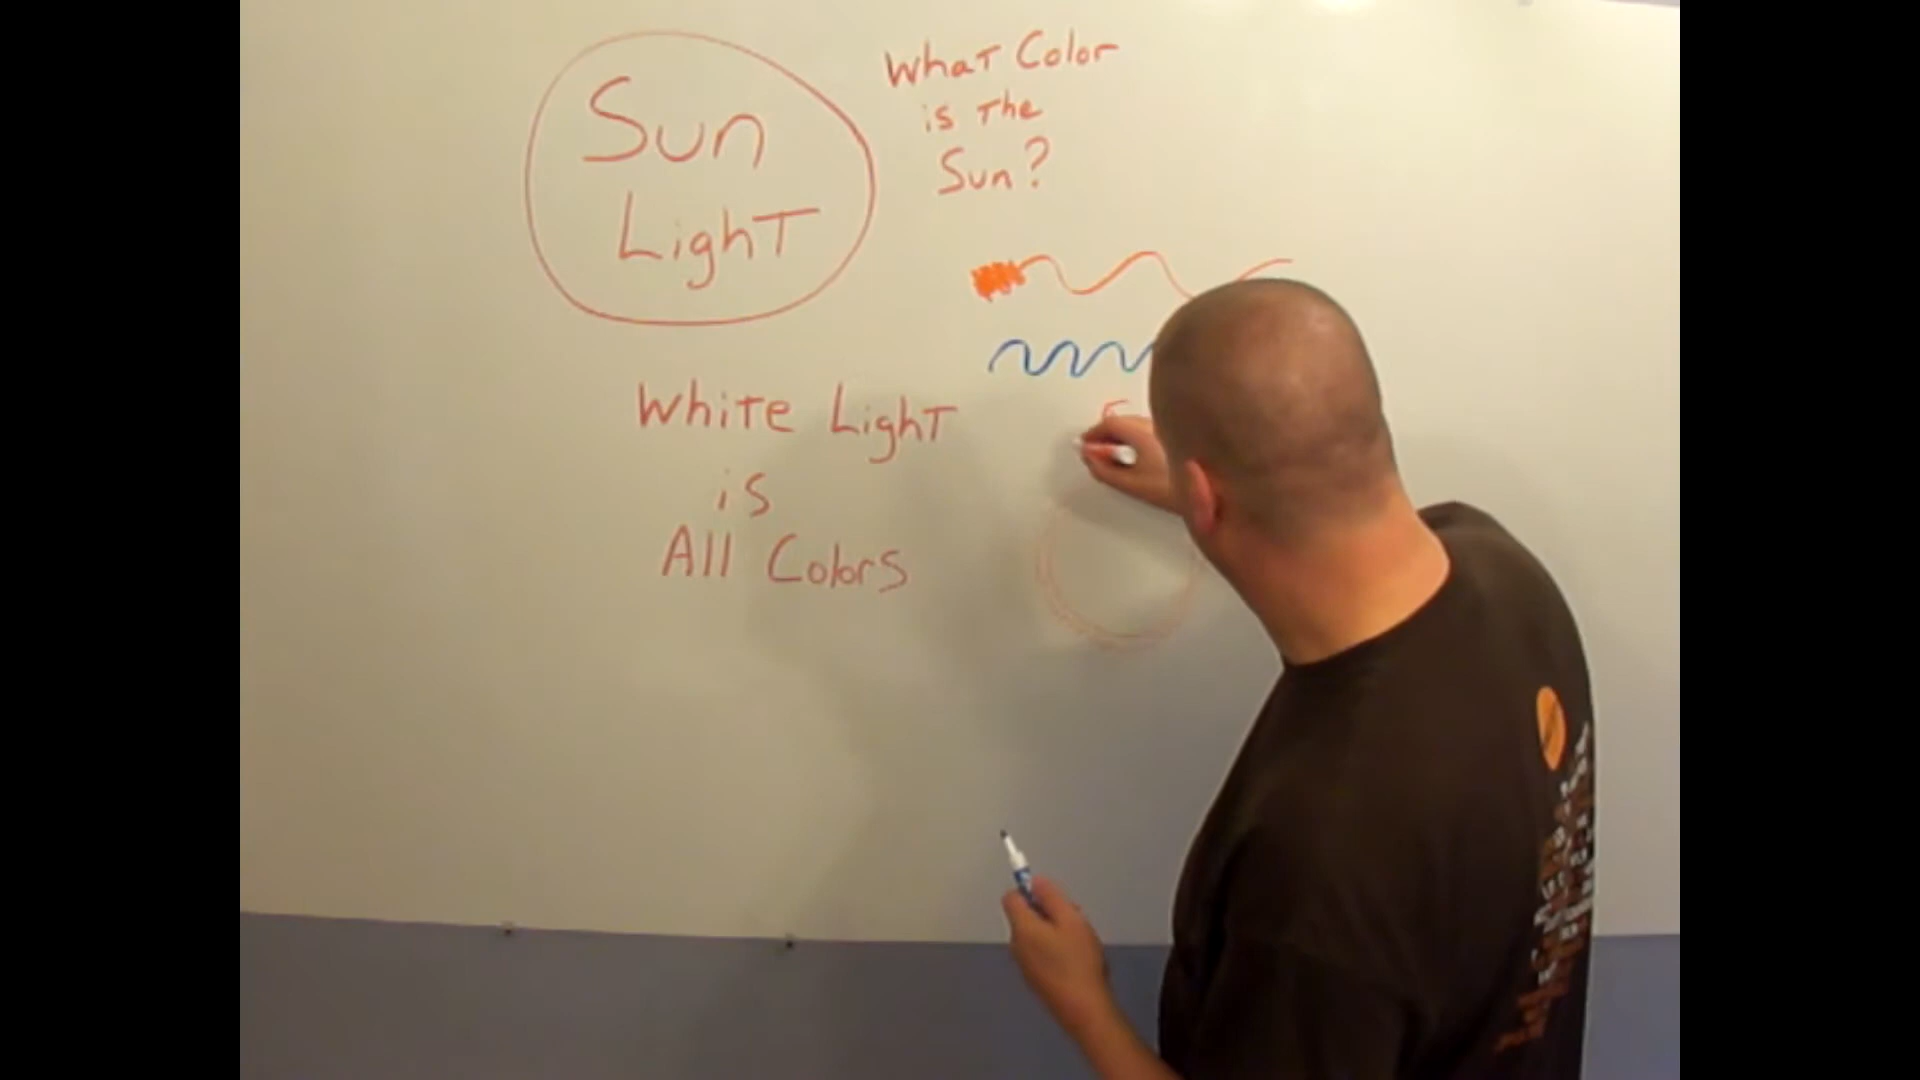 Sun
Light
What Color
is the
Sun?
White Light
is
All Colors